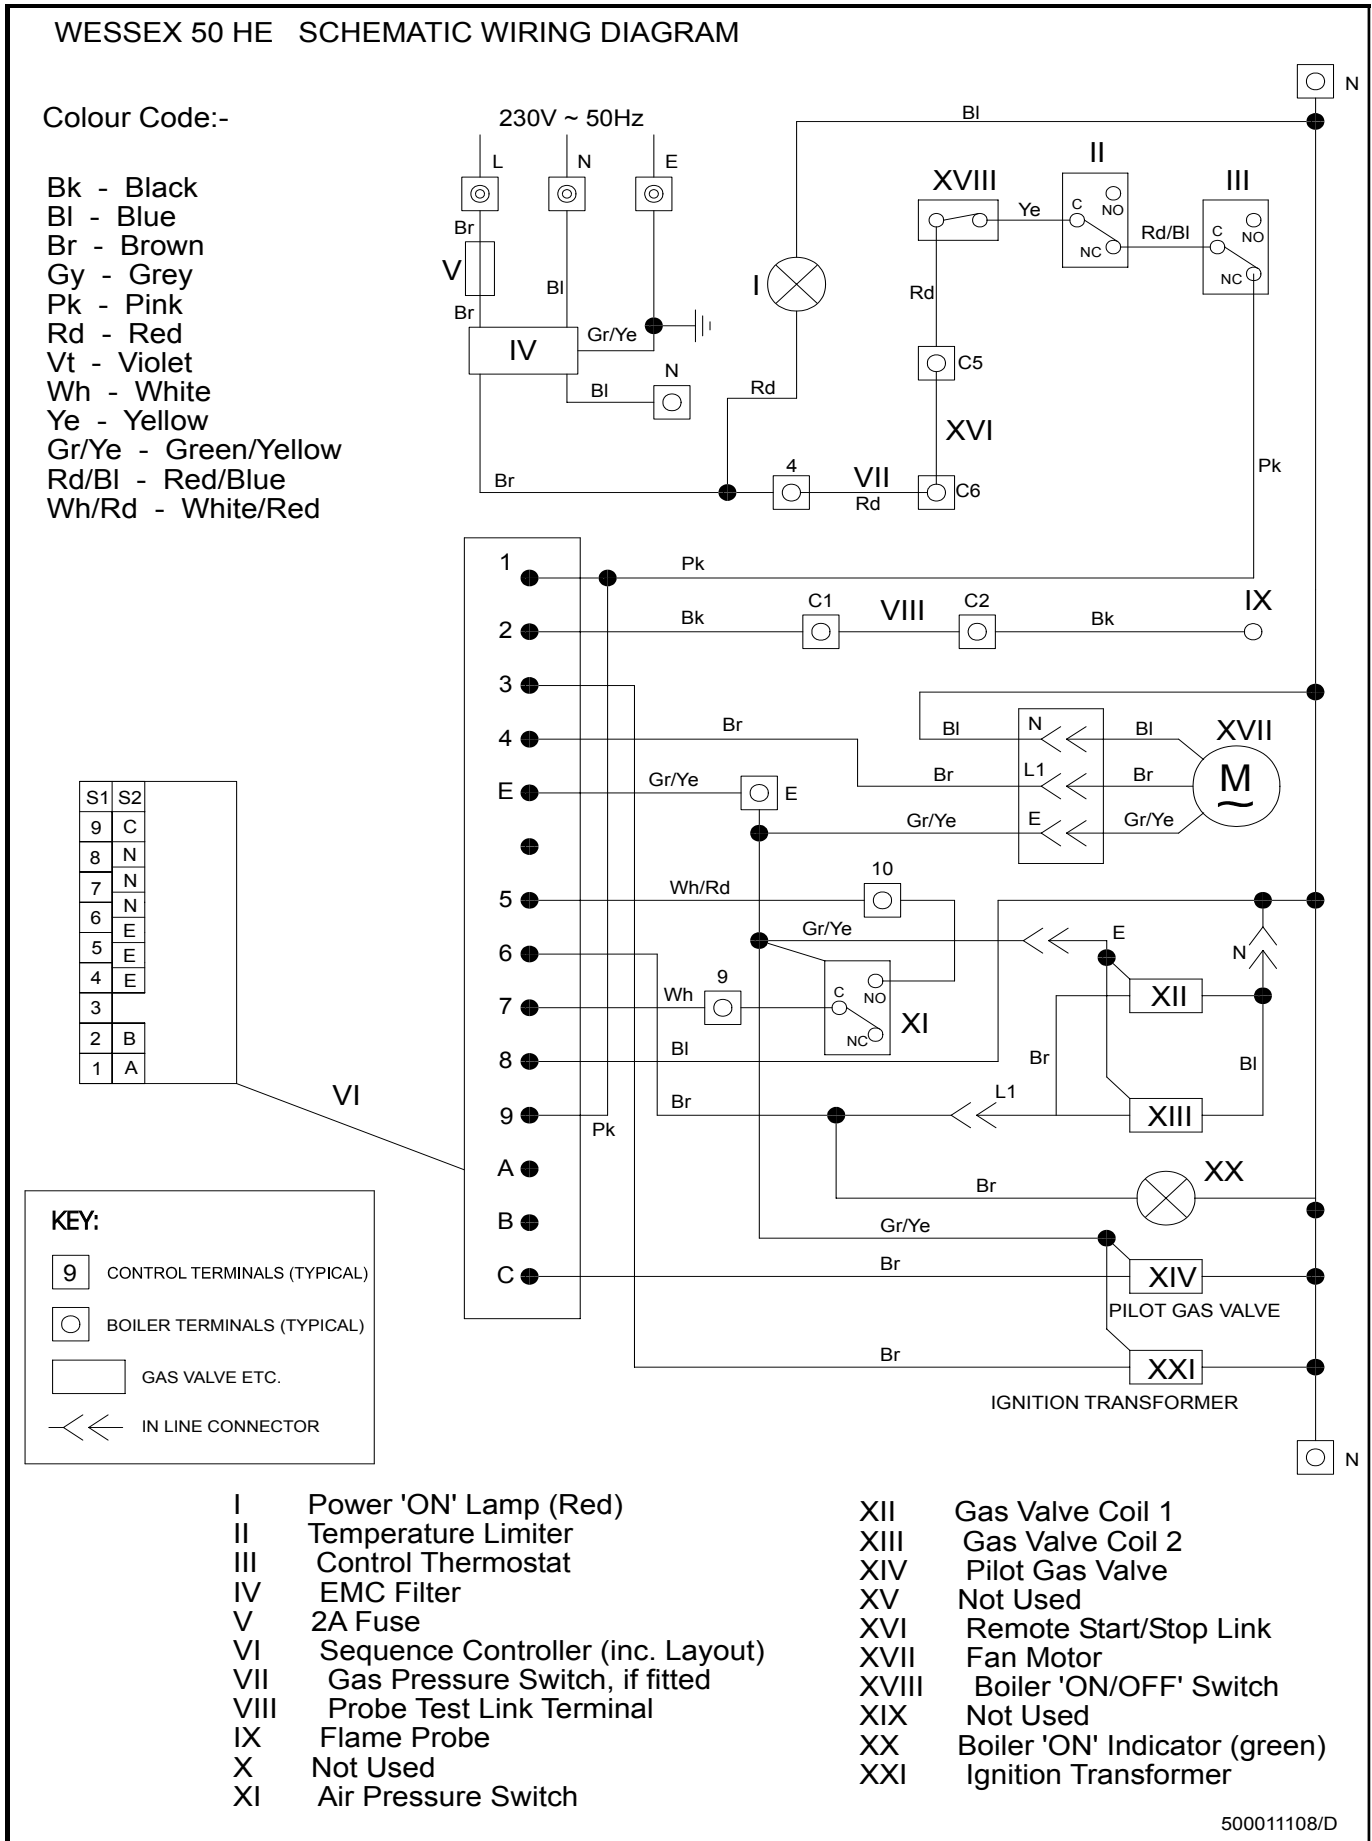 WESSEX 50 HE SCHEMATIC WIRING DIAGRAM
N
Colour Code:-
230V ~ 50Hz
Bk - Black
Bl - Blue
Br - Brown
Gy - Grey
Pk - Pink
Rd - Red
Vt - Violet
Wh - White
Ye - Yellow
Gr/Ye - Green/Yellow
Rd/Bl - Red/Blue
Wh/Rd - White/Red
L
N
E
Br
V
Br
Bl
Gr/Ye
IV
Bl
N
Br
Bl
I
Rd
XVIII
Ye
II
C
NO
NC
Rd/Bl
III
C
NO
NC
Rd
C5
XVI
4
VII
Rd
C6
Pk
1
Pk
2
Bk
C1
VIII
C2
Bk
IX
3
4
Br
Bl
N
Bl
XVII
Br
L1
Br
M
~
E
Gr/Ye
E
Gr/Ye
E
Gr/Ye
5
Wh/Rd
10
Gr/Ye
E
N
6
7
Wh
9
C
NO
NC
XI
XII
8
Bl
Br
Bl
9
Pk
Br
L1
XIII
A
B
C
Br
XX
Gr/Ye
Br
XIV
PILOT GAS VALVE
Br
XXI
IGNITION TRANSFORMER
N
S1 S2
9 C
8 N
7 N
6 N
5 E
4 E
3 E
2 B
1 A
VI
KEY:
9 CONTROL TERMINALS (TYPICAL)
BOILER TERMINALS (TYPICAL)
GAS VALVE ETC.
IN LINE CONNECTOR
I Power 'ON' Lamp (Red)
II Temperature Limiter
III Control Thermostat
IV EMC Filter
V 2A Fuse
VI Sequence Controller (inc. Layout)
VII Gas Pressure Switch, if fitted
VIII Probe Test Link Terminal
IX Flame Probe
X Not Used
XI Air Pressure Switch
XII Gas Valve Coil 1
XIII Gas Valve Coil 2
XIV Pilot Gas Valve
XV Not Used
XVI Remote Start/Stop Link
XVII Fan Motor
XVIII Boiler 'ON/OFF' Switch
XIX Not Used
XX Boiler 'ON' Indicator (green)
XXI Ignition Transformer
500011108/D